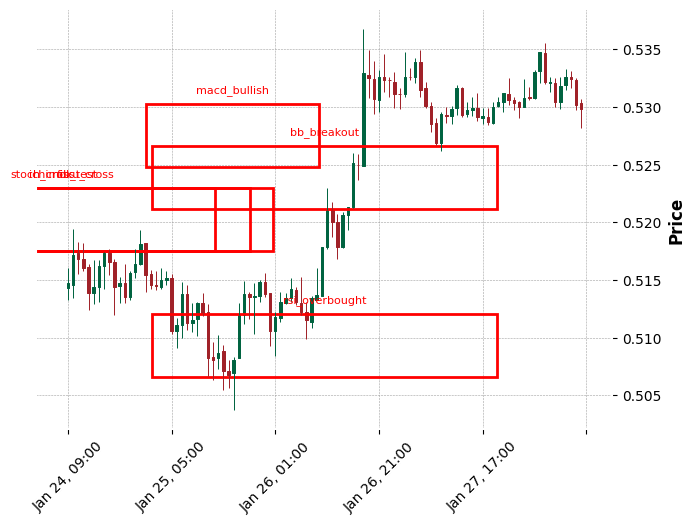 macd_bullish
bb_breakout
rsi_overbought
0.535
0.530
0.525
0.520
0.515
0.510
0.505
Price
Jan 24, 09:00
Jan 25, 05:00
Jan 26, 01:00
Jan 26, 21:00
Jan 27, 17:00